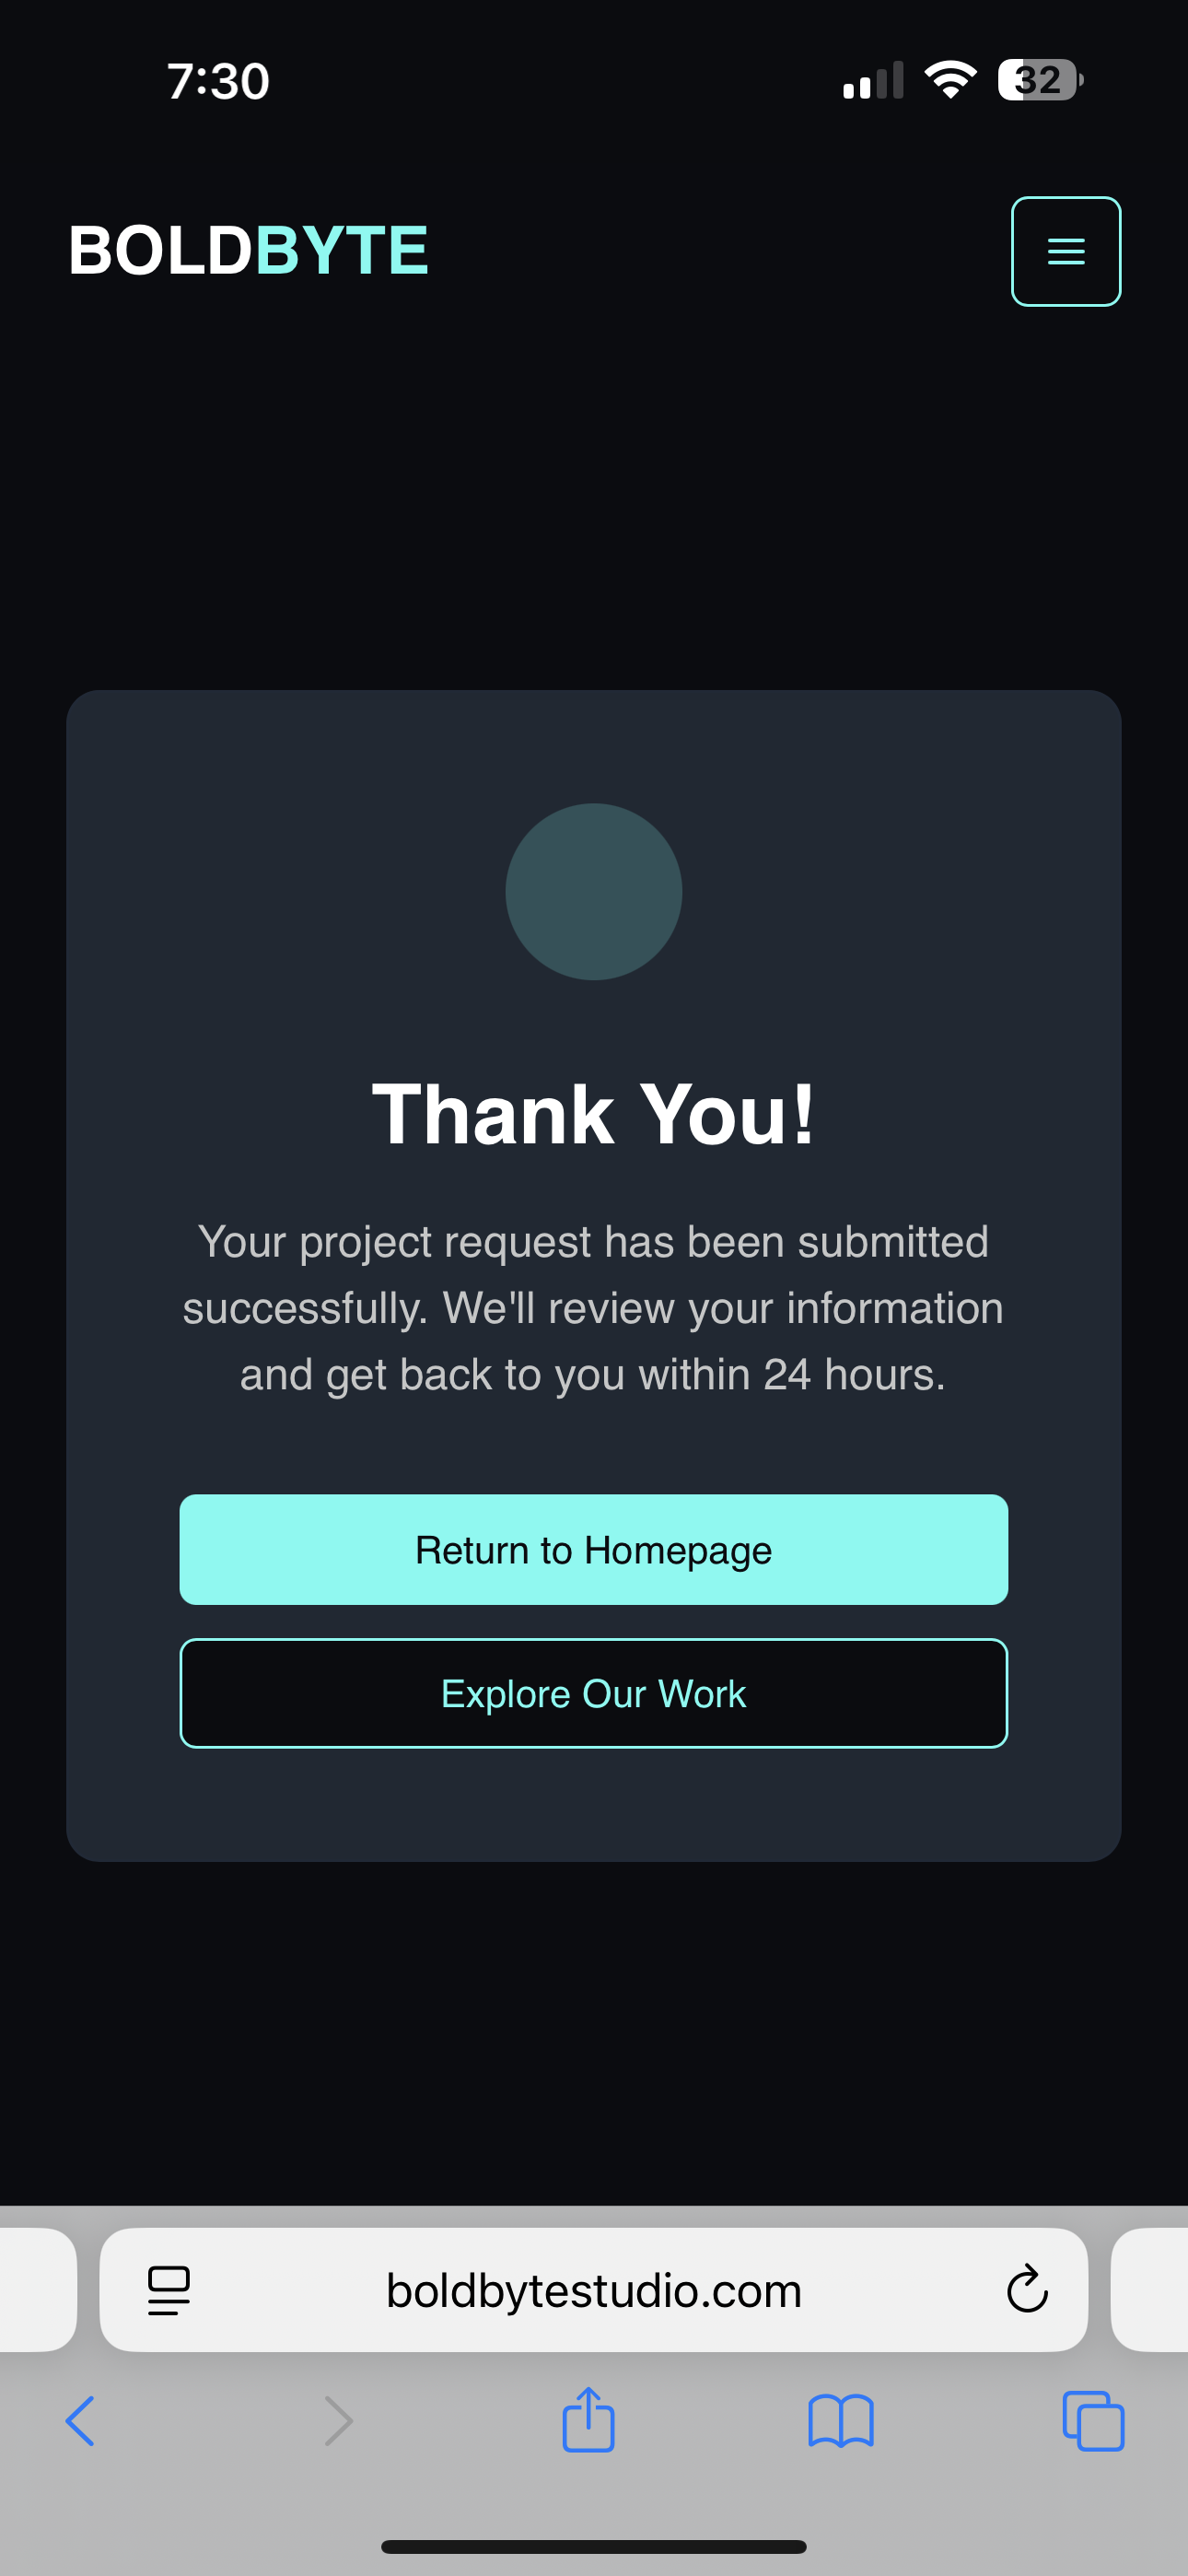 7:30
32
BOLDBYTE
Thank You!
Your project request has been submitted
successfully. We'll review your information
and get back to you within 24 hours.
Return to Homepage
Explore Our Work
boldbytestudio.com